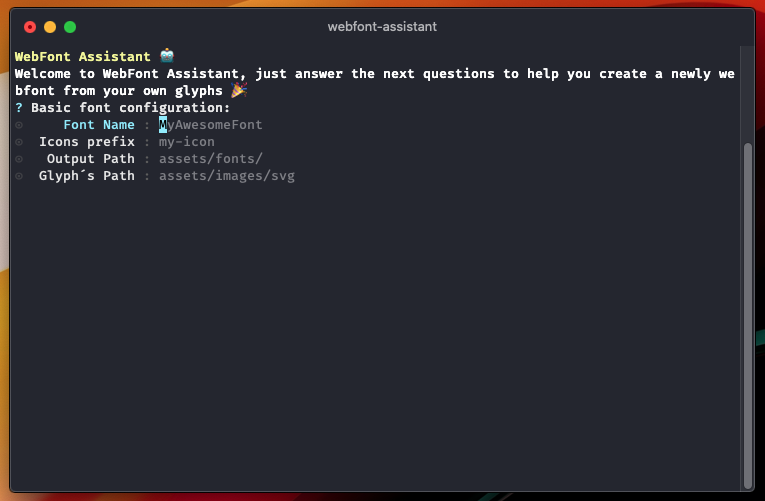 webfont-assistant
WebFont Assistant 🧁
Welcome to WebFont Assistant, just answer the next questions to help you create a newly we
bfont from your own glyphs 🎉
? Basic font configuration:
⊙ Font Name : MyAwesomeFont
⊙ Icons prefix : my-icon
⊙ Output Path : assets/fonts/
⊙ Glyph´s Path : assets/images/svg